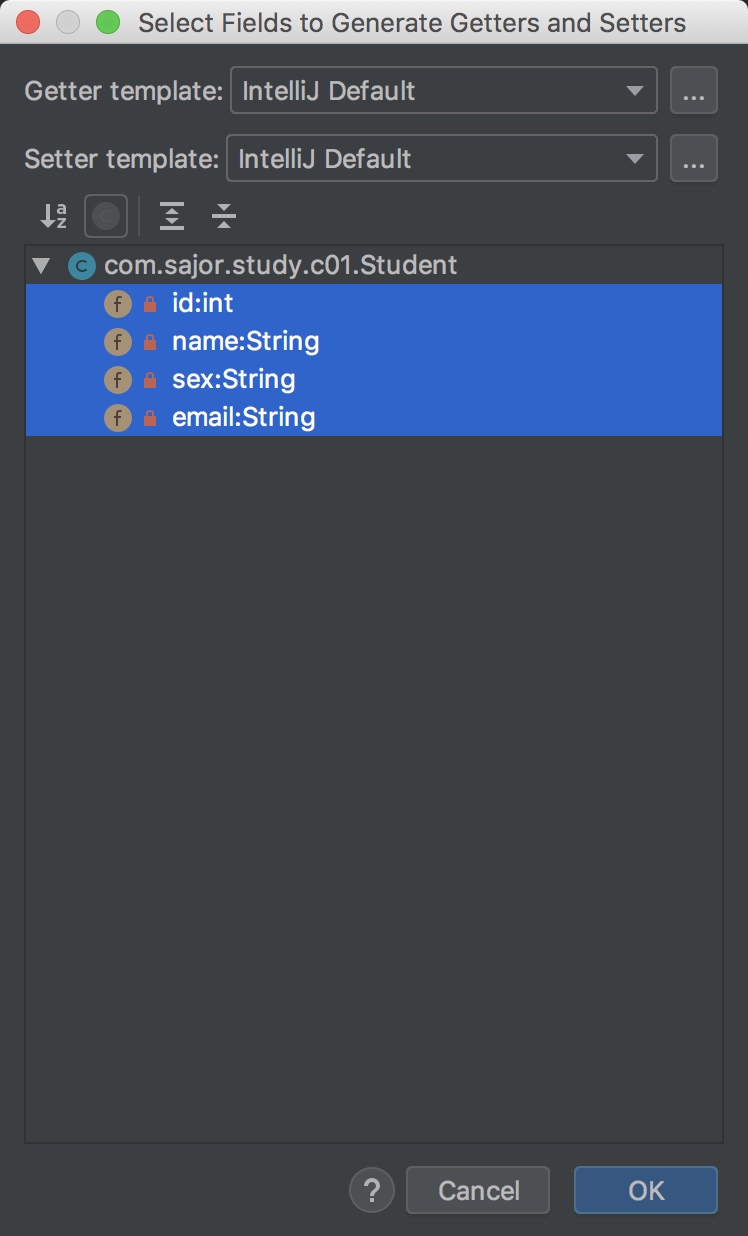 Select Fields to Generate Getters and Setters
Getter template: IntelliJ Default ...
Setter template: IntelliJ Default ...
a
z
C
C com.sajor.study.c01.Student
f id:int
f name:String
f sex:String
f email:String
? Cancel OK